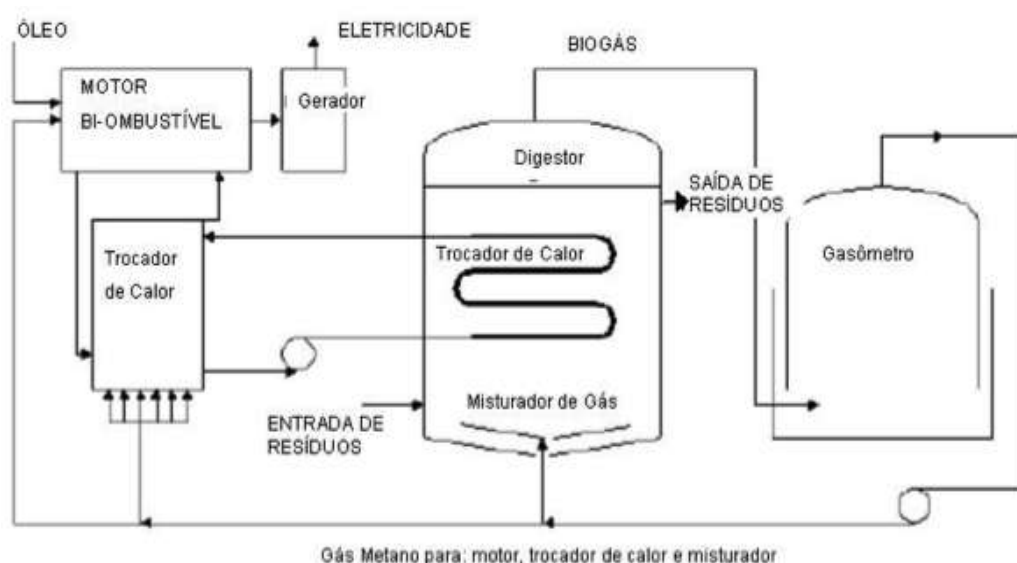 ÓLEO
ELETRICIDADE
BIOGÁS
MOTOR
BI-OMBUSTÍVEL
Gerador
Digestor
SAÍDA DE
RESÍDUOS
Trocador de Calor
Gasômetro
Trocador
de Calor
Misturador de Gás
ENTRADA DE
RESÍDUOS
Gás Metano para: motor, trocador de calor e misturador